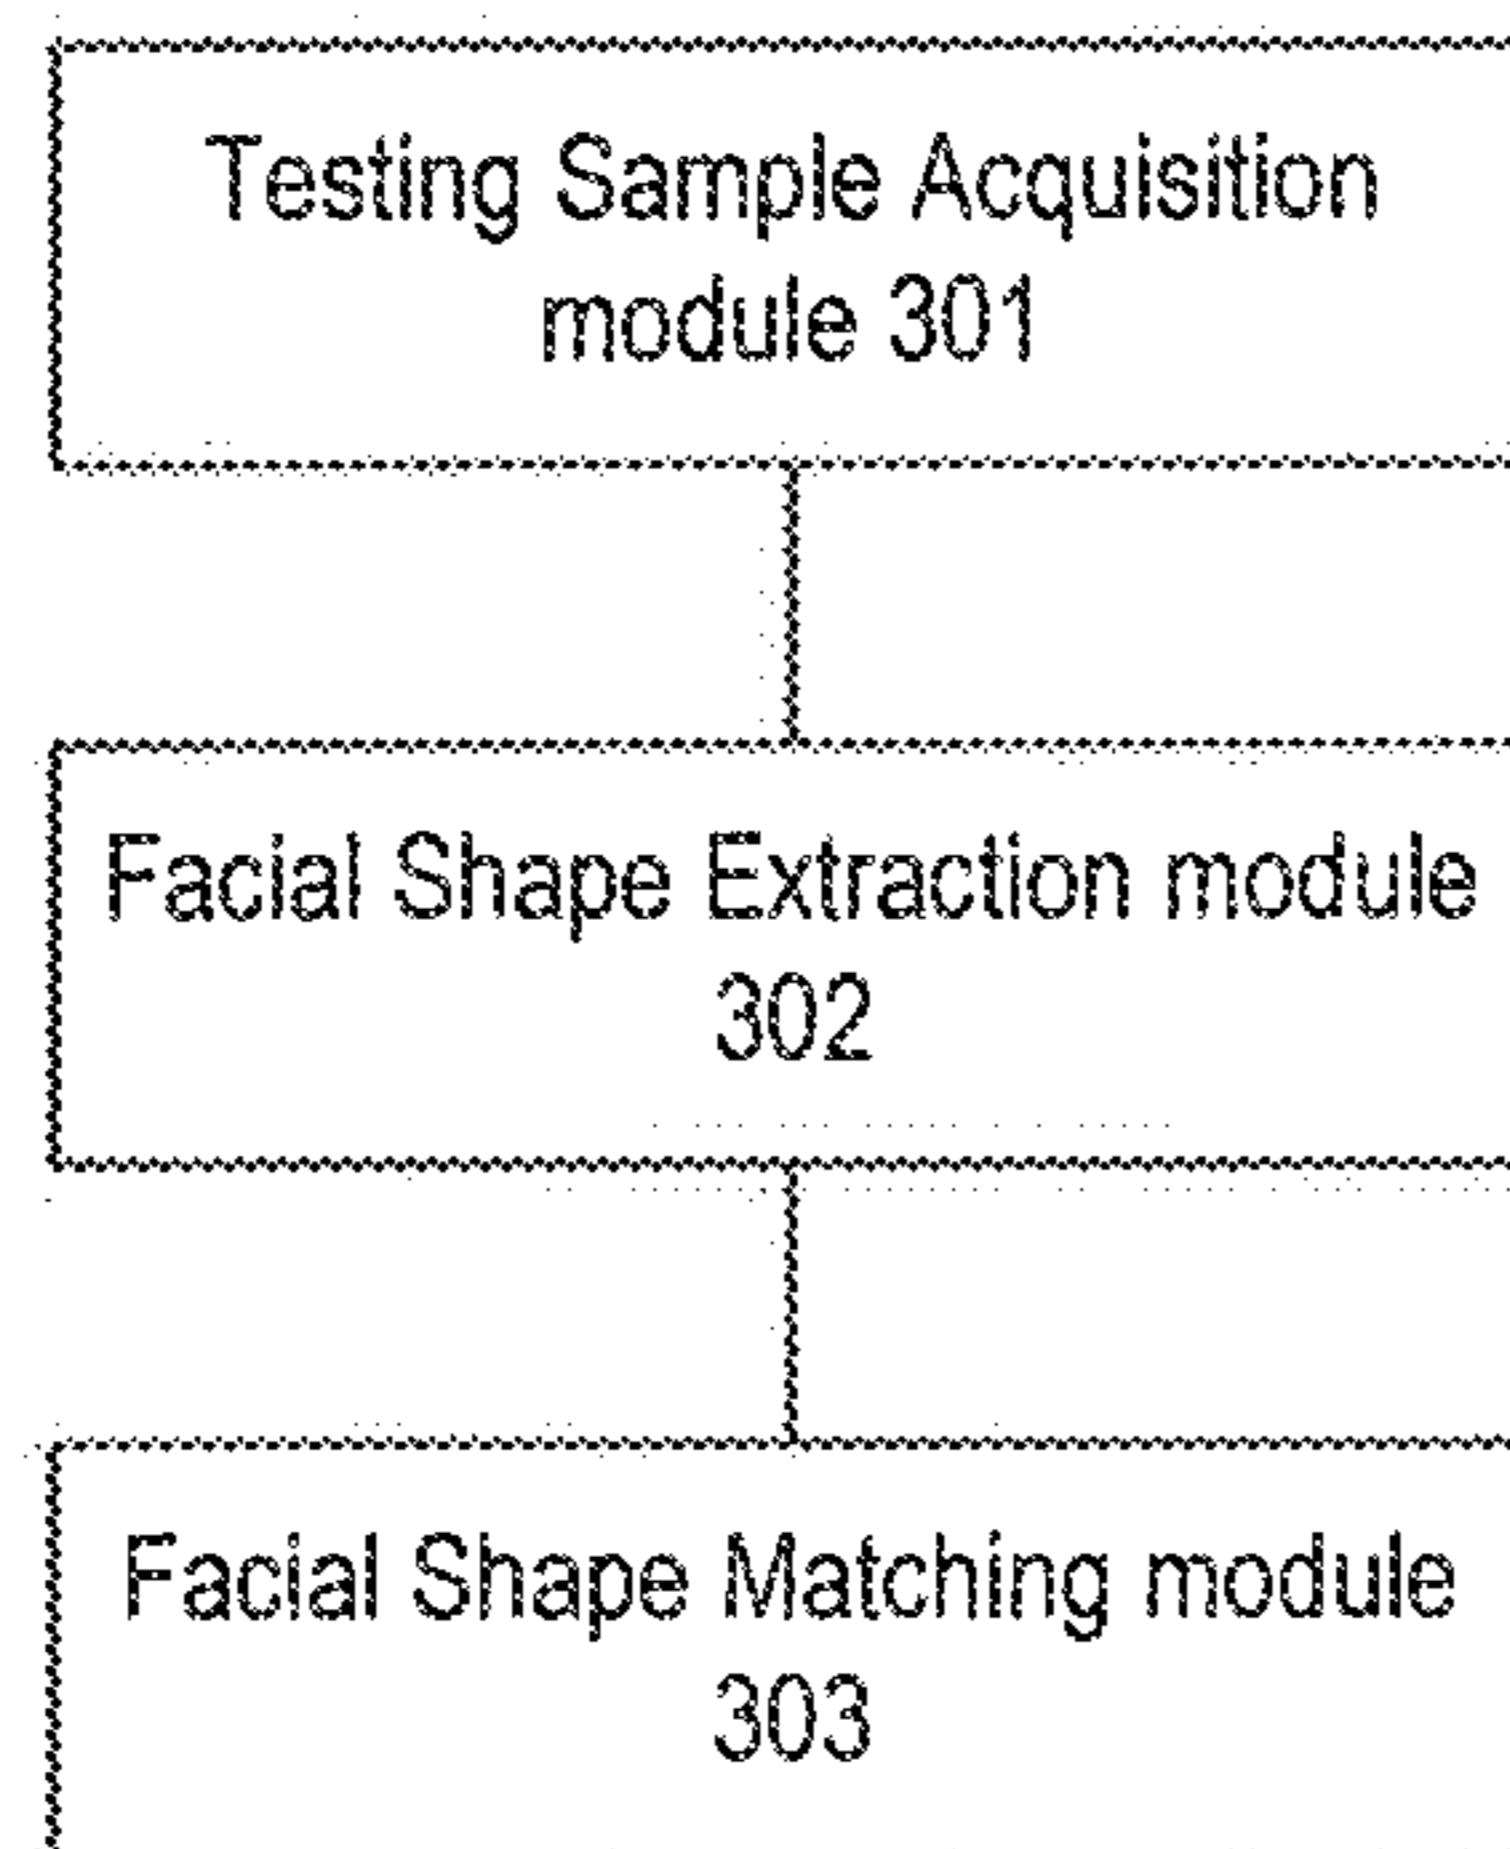 Testing Sample Acquisition
module 301
Facial Shape Extraction module
302
Facial Shape Matching module
303